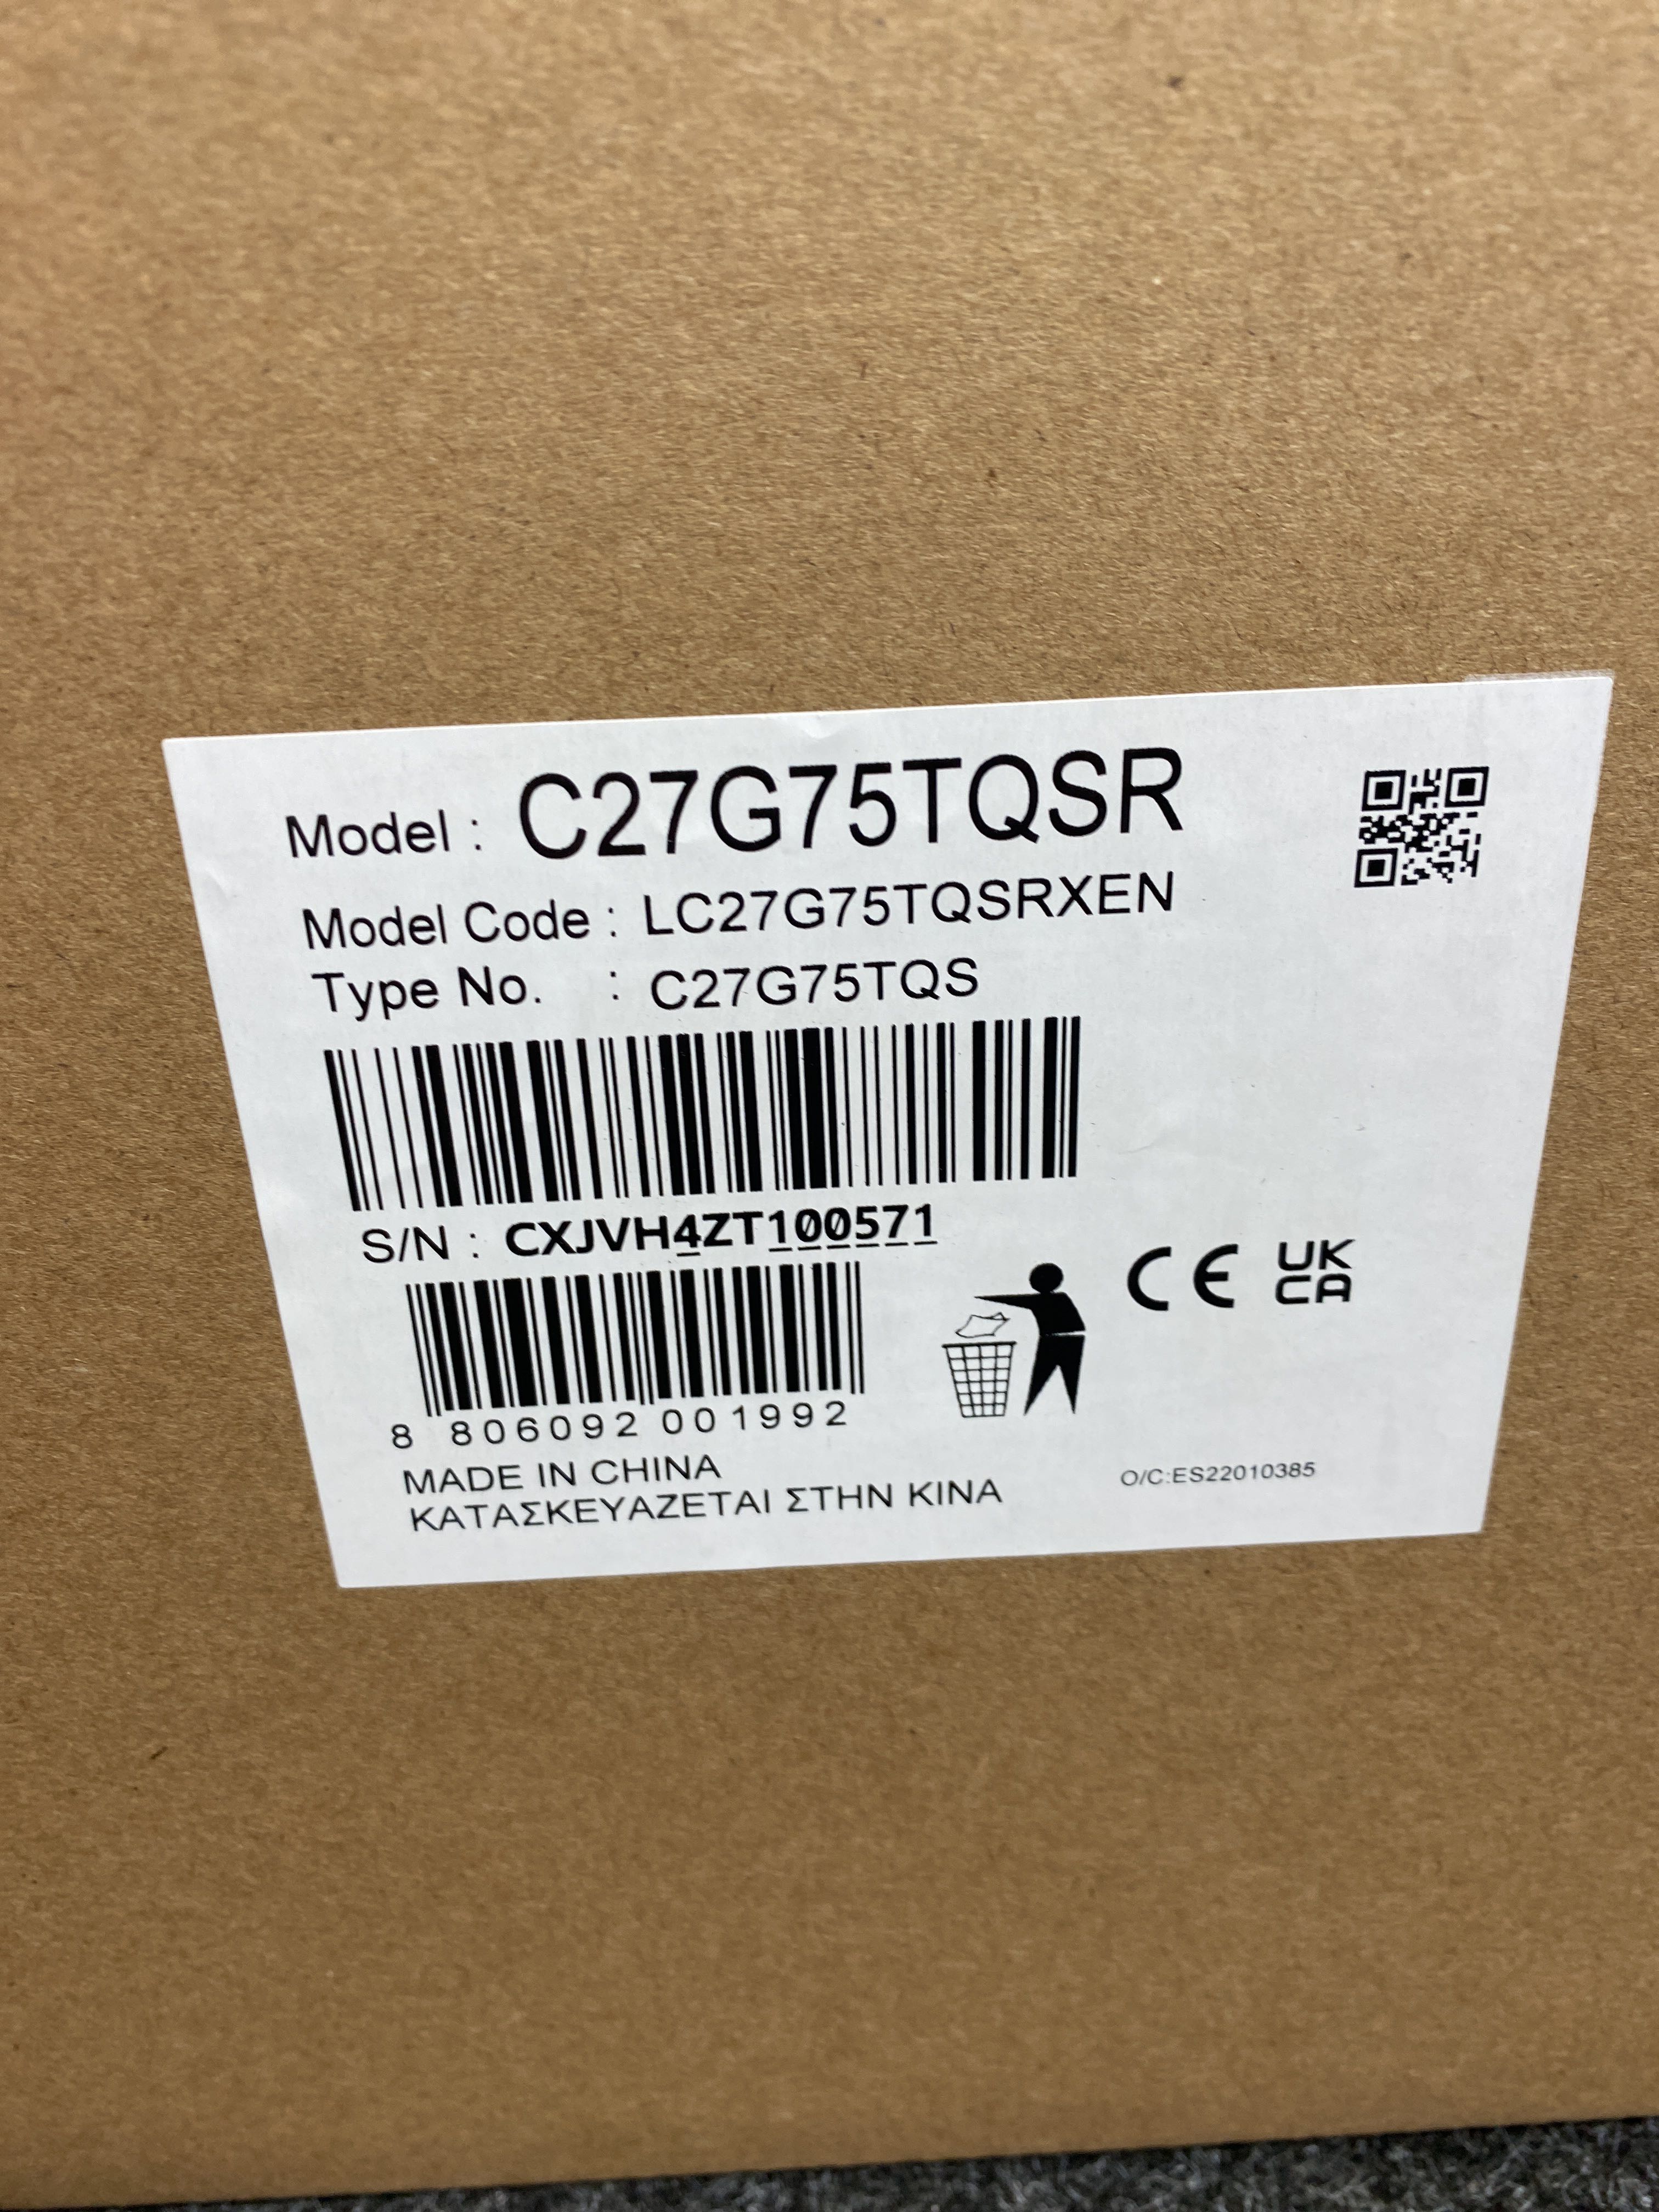 Model : C27G75TQSR
Model Code : LC27G75TQSRXEN
Type No. : C27G75TQS
S/N : CXJVH4ZT100571
CE UK
CA
8 806092 001992
MADE IN CHINA
ΚΑΤΑΣΚΕΥΑΖΕΤΑΙ ΣΤΗΝ ΚΙΝΑ
O/C:ES22010385